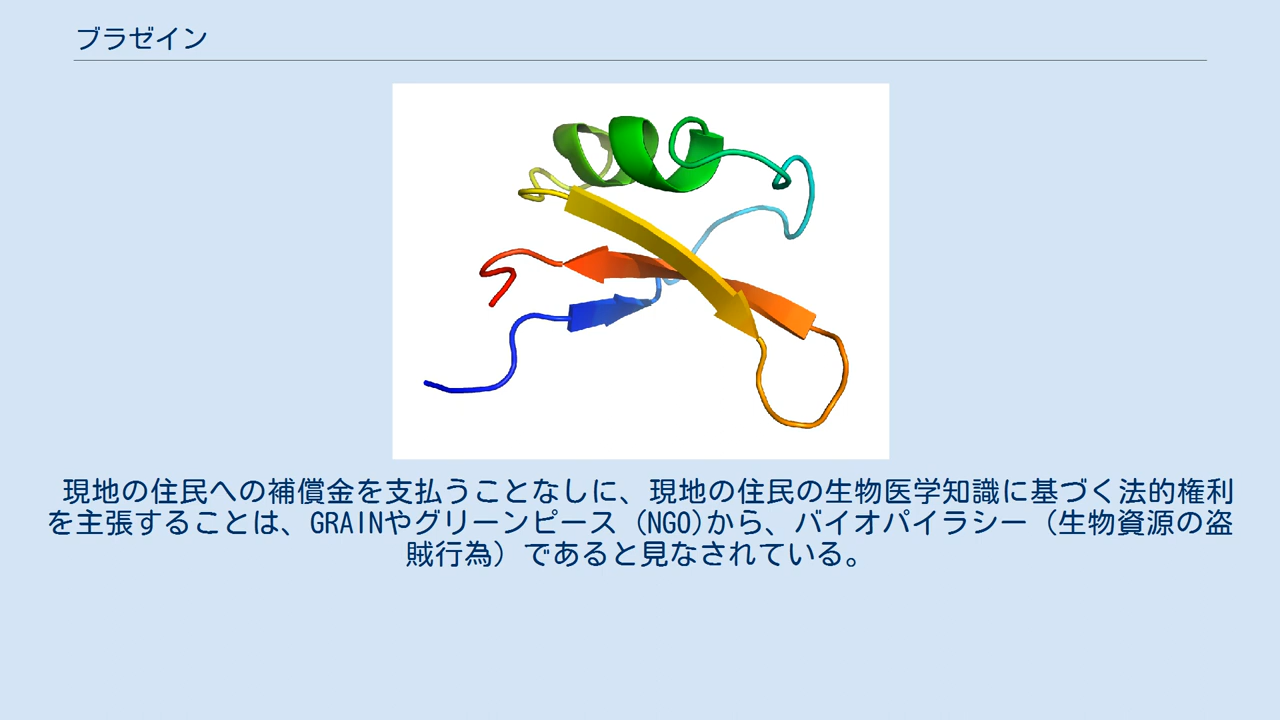 ブラゼイン
現地の住民への補償金を支払うことなしに、現地の住民の生物医学知識に基づく法的権利
を主張することは、GRAINやグリーンピース (NGO)から、バイオパイラシー（生物資源の盗
賊行為）であると見なされている。